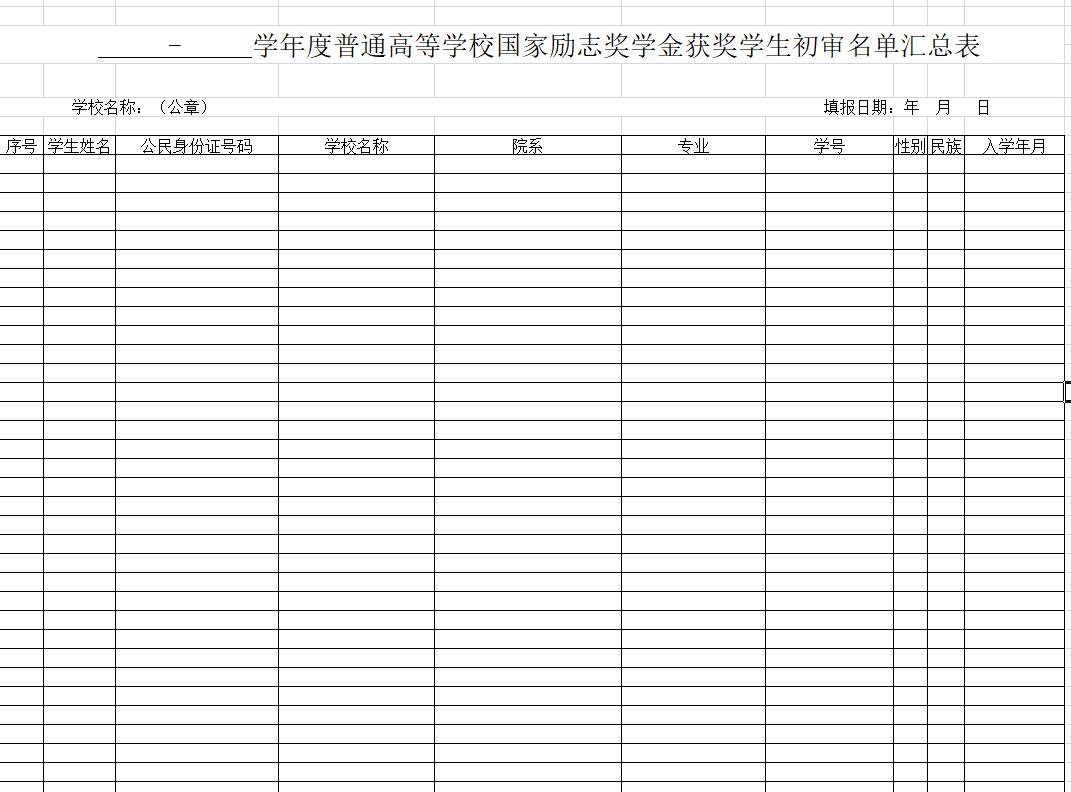 ______-______学年度普通高等学校国家励志奖学金获奖学生初审名单汇总表
学校名称：（公章） 填报日期：年 月 日
序号 学生姓名 公民身份证号码 学校名称 院系 专业 学号 性别 民族 入学年月